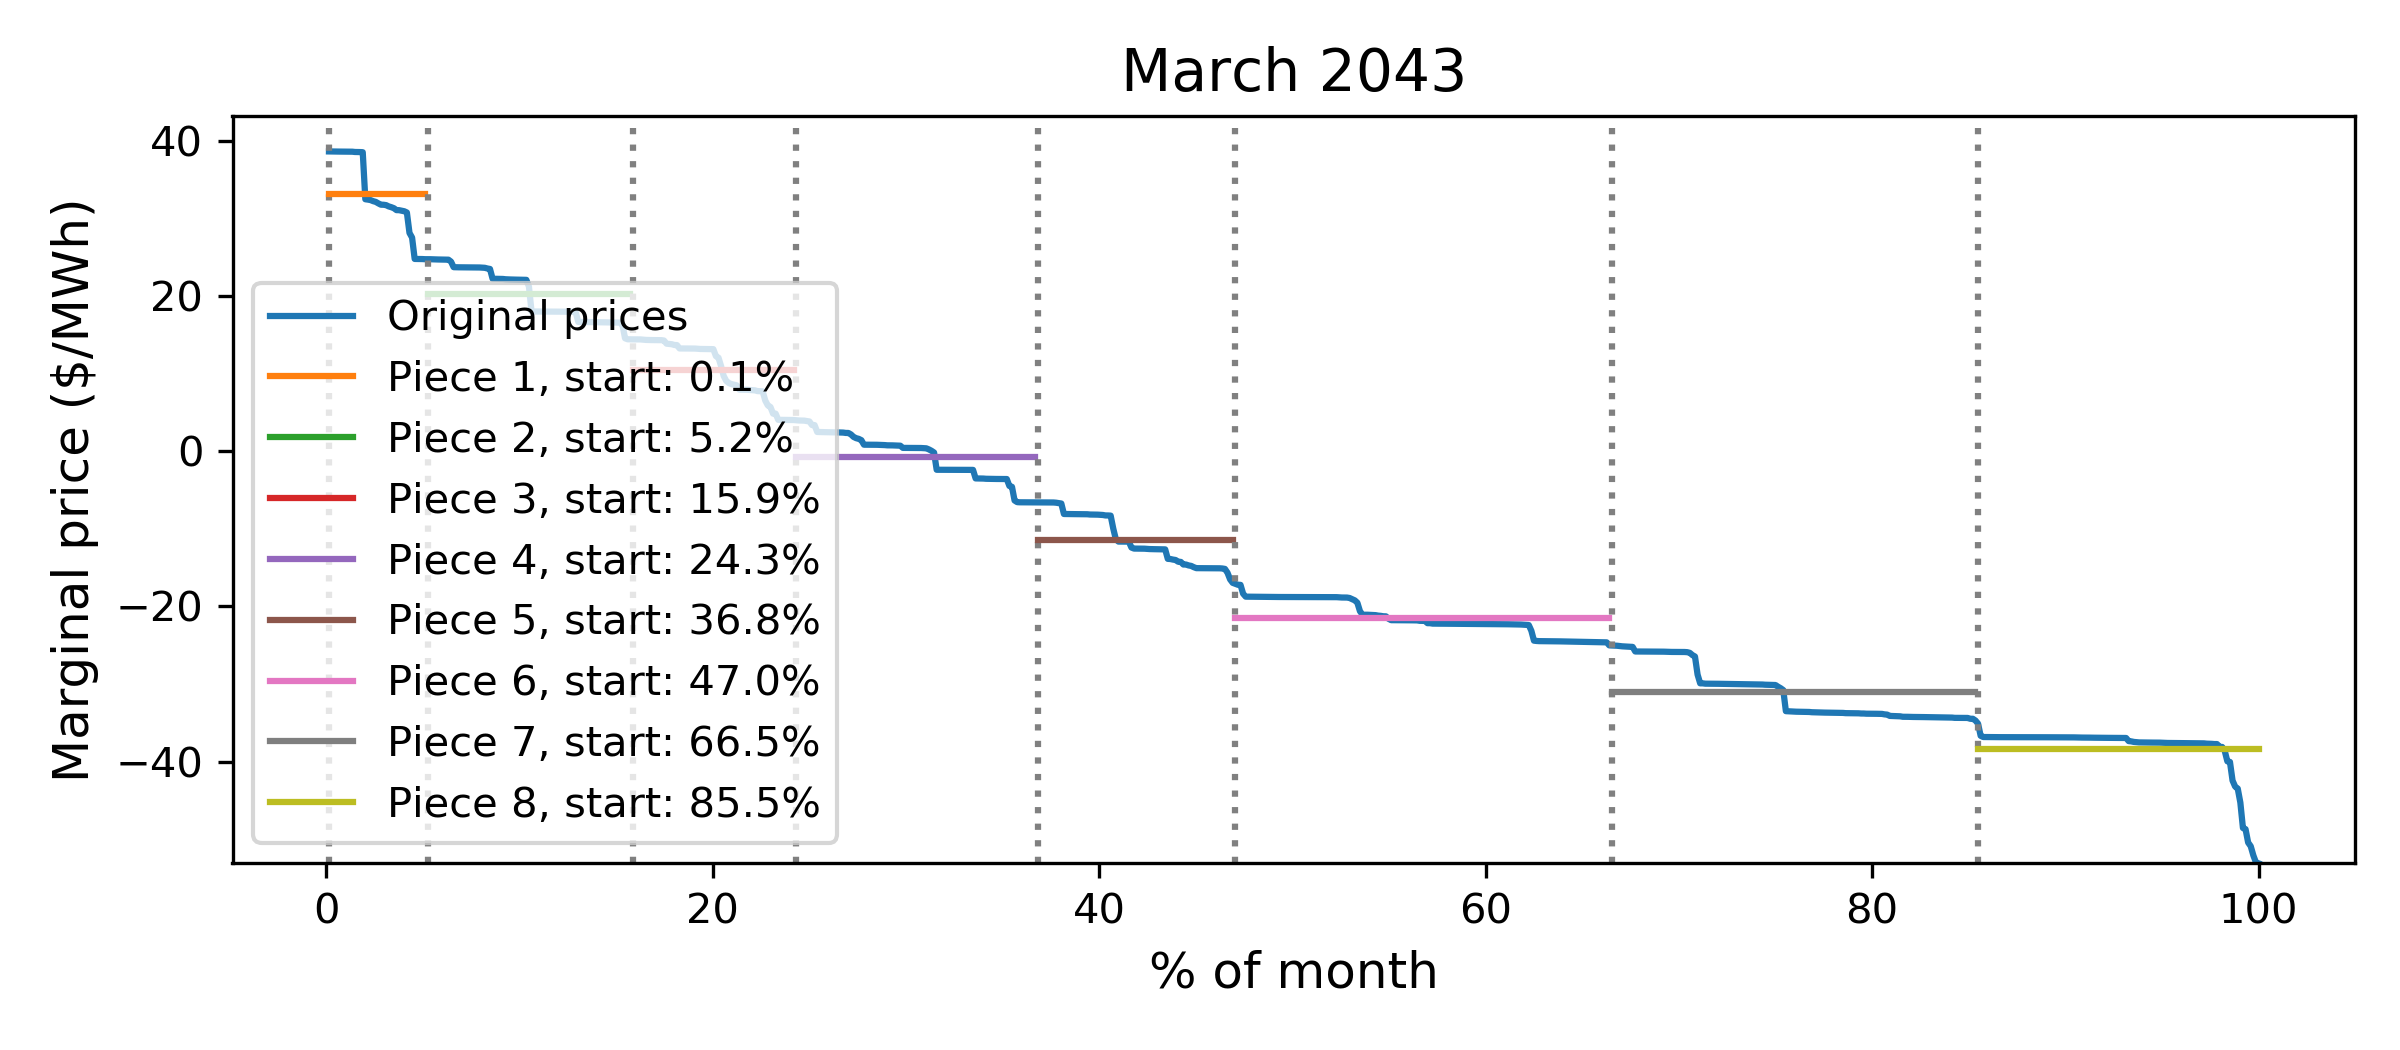 March 2043
Marginal price ($/MWh)
40
20
0
−20
−40
Original prices
Piece 1, start: 0.1%
Piece 2, start: 5.2%
Piece 3, start: 15.9%
Piece 4, start: 24.3%
Piece 5, start: 36.8%
Piece 6, start: 47.0%
Piece 7, start: 66.5%
Piece 8, start: 85.5%
0 20 40 60 80 100
% of month